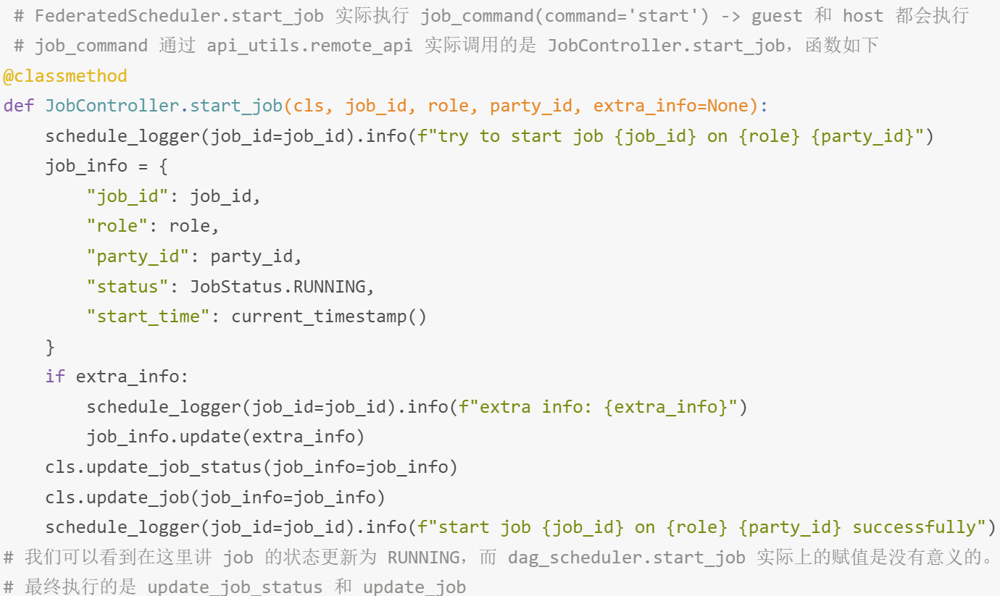 # FederatedScheduler.start_job 实际执行 job_command(command='start') -> guest 和 host 都会执行
# job_command 通过 api_utils.remote_api 实际调用的是 JobController.start_job，函数如下
@classmethod
def JobController.start_job(cls, job_id, role, party_id, extra_info=None):
    schedule_logger(job_id=job_id).info(f"try to start job {job_id} on {role} {party_id}")
    job_info = {
        "job_id": job_id,
        "role": role,
        "party_id": party_id,
        "status": JobStatus.RUNNING,
        "start_time": current_timestamp()
    }
    if extra_info:
        schedule_logger(job_id=job_id).info(f"extra info: {extra_info}")
        job_info.update(extra_info)
    cls.update_job_status(job_info=job_info)
    cls.update_job(job_info=job_info)
    schedule_logger(job_id=job_id).info(f"start job {job_id} on {role} {party_id} successfully")
# 我们可以看到在这里讲 job 的状态更新为 RUNNING，而 dag_scheduler.start_job 实际上的赋值是没有意义的。
# 最终执行的是 update_job_status 和 update_job